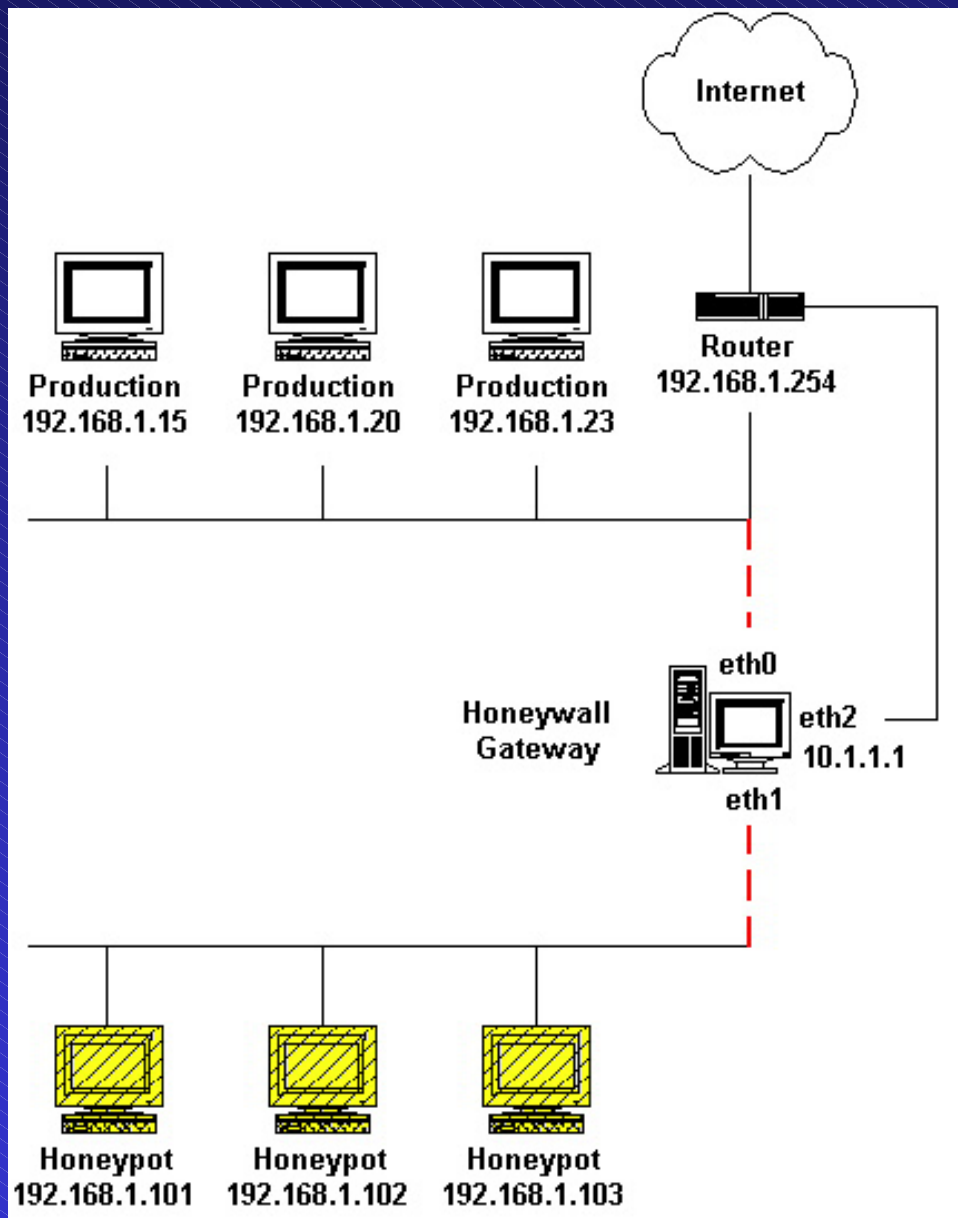 Internet
Router
192.168.1.254
Production
192.168.1.15
Production
192.168.1.20
Production
192.168.1.23
Honeywall
Gateway
eth0
eth2
10.1.1.1
eth1
Honeypot
192.168.1.101
Honeypot
192.168.1.102
Honeypot
192.168.1.103